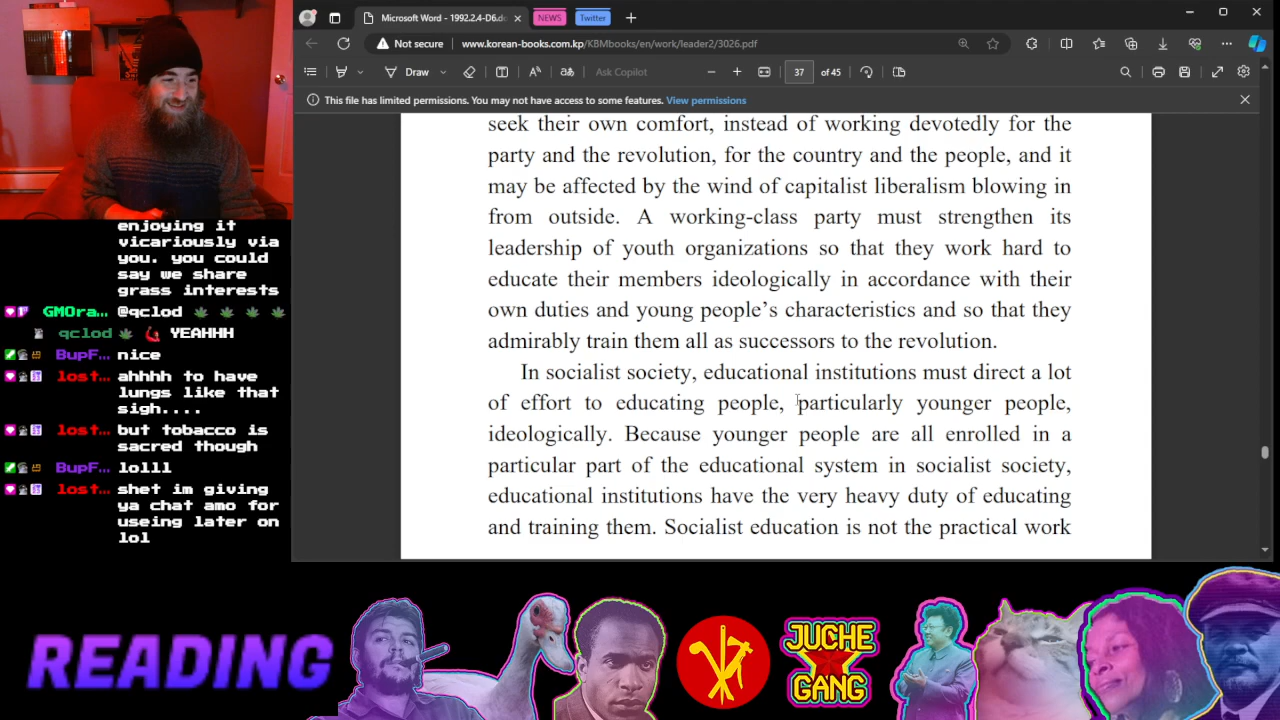 Microsoft Word - 1992.2.4-D6.do
NEWS
Twitter
Not secure
www.korean-books.com.kp/KBMbooks/en/work/leader2/3026.pdf
Draw
Ask Copilot
37
of 45
This file has limited permissions. You may not have access to some features. View permissions
seek their own comfort, instead of working devotedly for the
party and the revolution, for the country and the people, and it
may be affected by the wind of capitalist liberalism blowing in
from outside. A working-class party must strengthen its
leadership of youth organizations so that they work hard to
educate their members ideologically in accordance with their
own duties and young people’s characteristics and so that they
admirably train them all as successors to the revolution.
In socialist society, educational institutions must direct a lot
of effort to educating people, particularly younger people,
ideologically. Because younger people are all enrolled in a
particular part of the educational system in socialist society,
educational institutions have the very heavy duty of educating
and training them. Socialist education is not the practical work
enjoying it
vicariously via
you. you could
say we share
grass interests
GMOra... @qclod
qclod YEAHHH
BupF... nice
lost... ahhhh to have
lungs like that
sigh....
lost... but tobacco is
sacred though
BupF... lolll
lost... shet im giving
ya chat amo for
useing later on
lol
READING
JUCHE
GANG